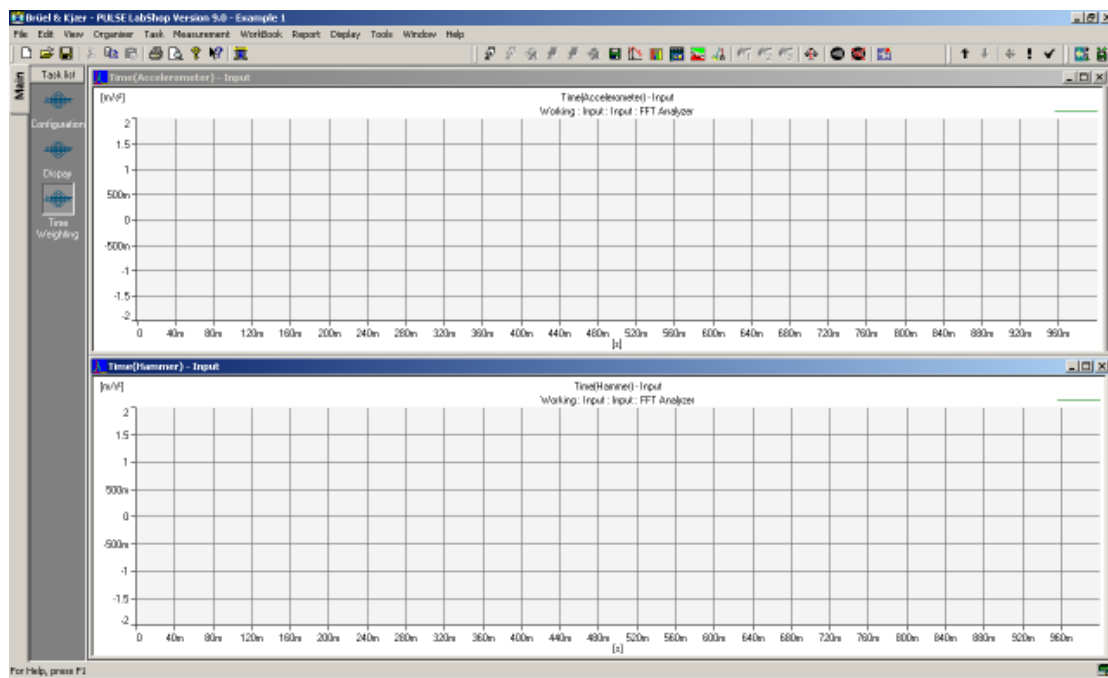 Brüel & Kjær - PULSE LabShop Version 9.0 - Example 1
File Edit View Organiser Task Measurement WorkBook Report Display Tools Window Help
Main
Task list
Configuration
Display
Time
Weighting
Time(Accelerometer) - Input
[m/s²]
Time(Accelerometer) - Input
Working : Input : Input : FFT Analyzer
2
1.5
1
500m
0
-500m
-1
-1.5
-2
0 40m 80m 120m 160m 200m 240m 280m 320m 360m 400m 440m 480m 520m 560m 600m 640m 680m 720m 760m 800m 840m 880m 920m 960m
[s]
Time(Hammer) - Input
[m/s²]
Time(Hammer) - Input
Working : Input : Input : FFT Analyzer
2
1.5
1
500m
0
-500m
-1
-1.5
-2
0 40m 80m 120m 160m 200m 240m 280m 320m 360m 400m 440m 480m 520m 560m 600m 640m 680m 720m 760m 800m 840m 880m 920m 960m
[s]
For Help, press F1